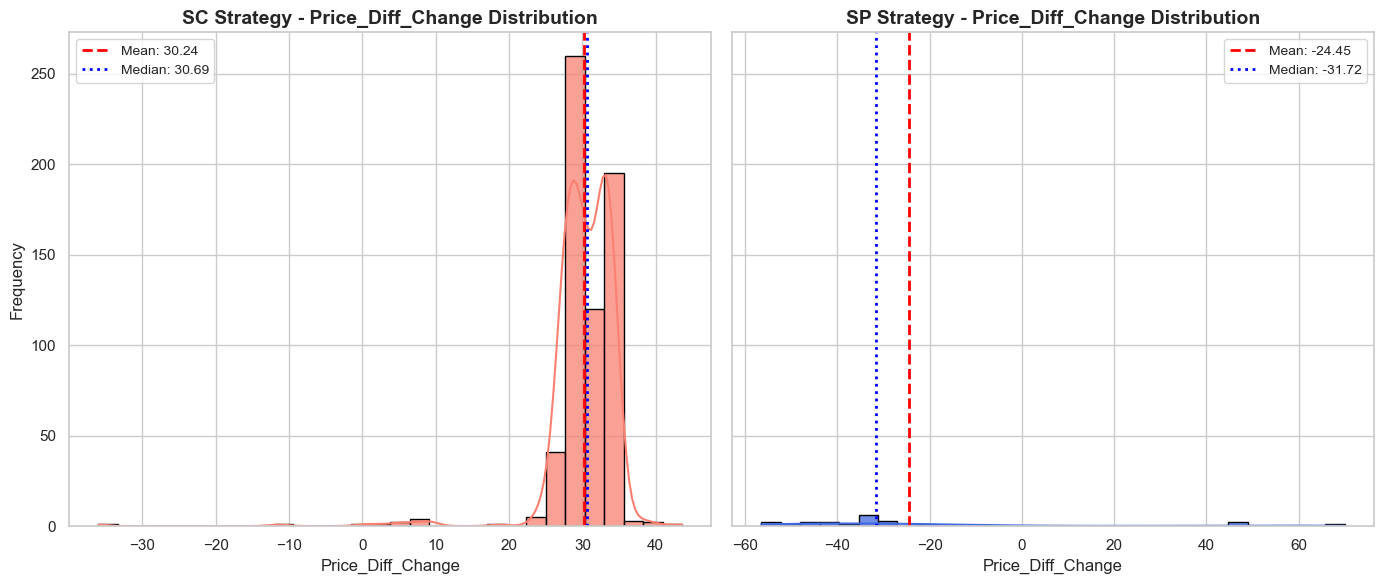 SC Strategy - Price_Diff_Change Distribution
Mean: 30.24
Median: 30.69
Frequency
250
200
150
100
50
0
−30
−20
−10
0
10
20
30
40
Price_Diff_Change
SP Strategy - Price_Diff_Change Distribution
Mean: -24.45
Median: -31.72
−60
−40
−20
0
20
40
60
Price_Diff_Change